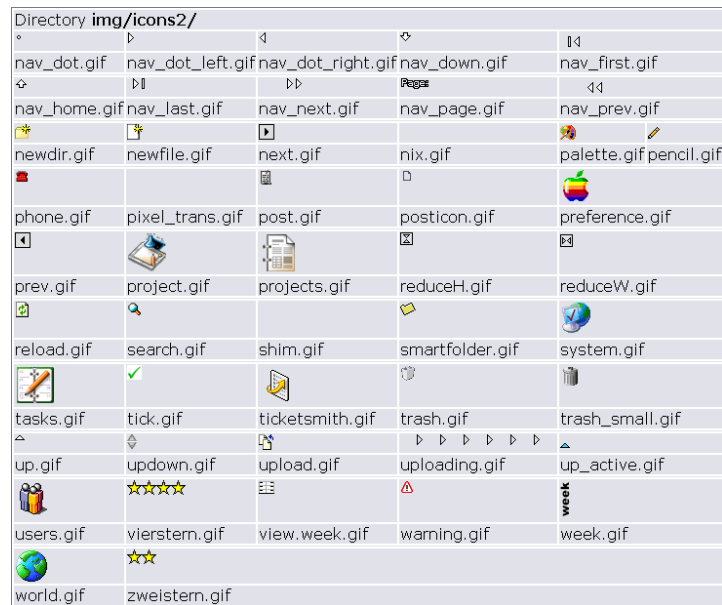 Directory img/icons2/
nav_dot.gif nav_dot_left.gif nav_dot_right.gif nav_down.gif nav_first.gif
Page:
nav_home.gif nav_last.gif nav_next.gif nav_page.gif nav_prev.gif
newdir.gif newfile.gif next.gif nix.gif palette.gif pencil.gif
phone.gif pixel_trans.gif post.gif posticon.gif preference.gif
prev.gif project.gif projects.gif reduceH.gif reduceW.gif
reload.gif search.gif shim.gif smartfolder.gif system.gif
tasks.gif tick.gif ticketsmith.gif trash.gif trash_small.gif
up.gif updown.gif upload.gif uploading.gif up_active.gif
week
users.gif vierstern.gif view.week.gif warning.gif week.gif
world.gif zweistern.gif